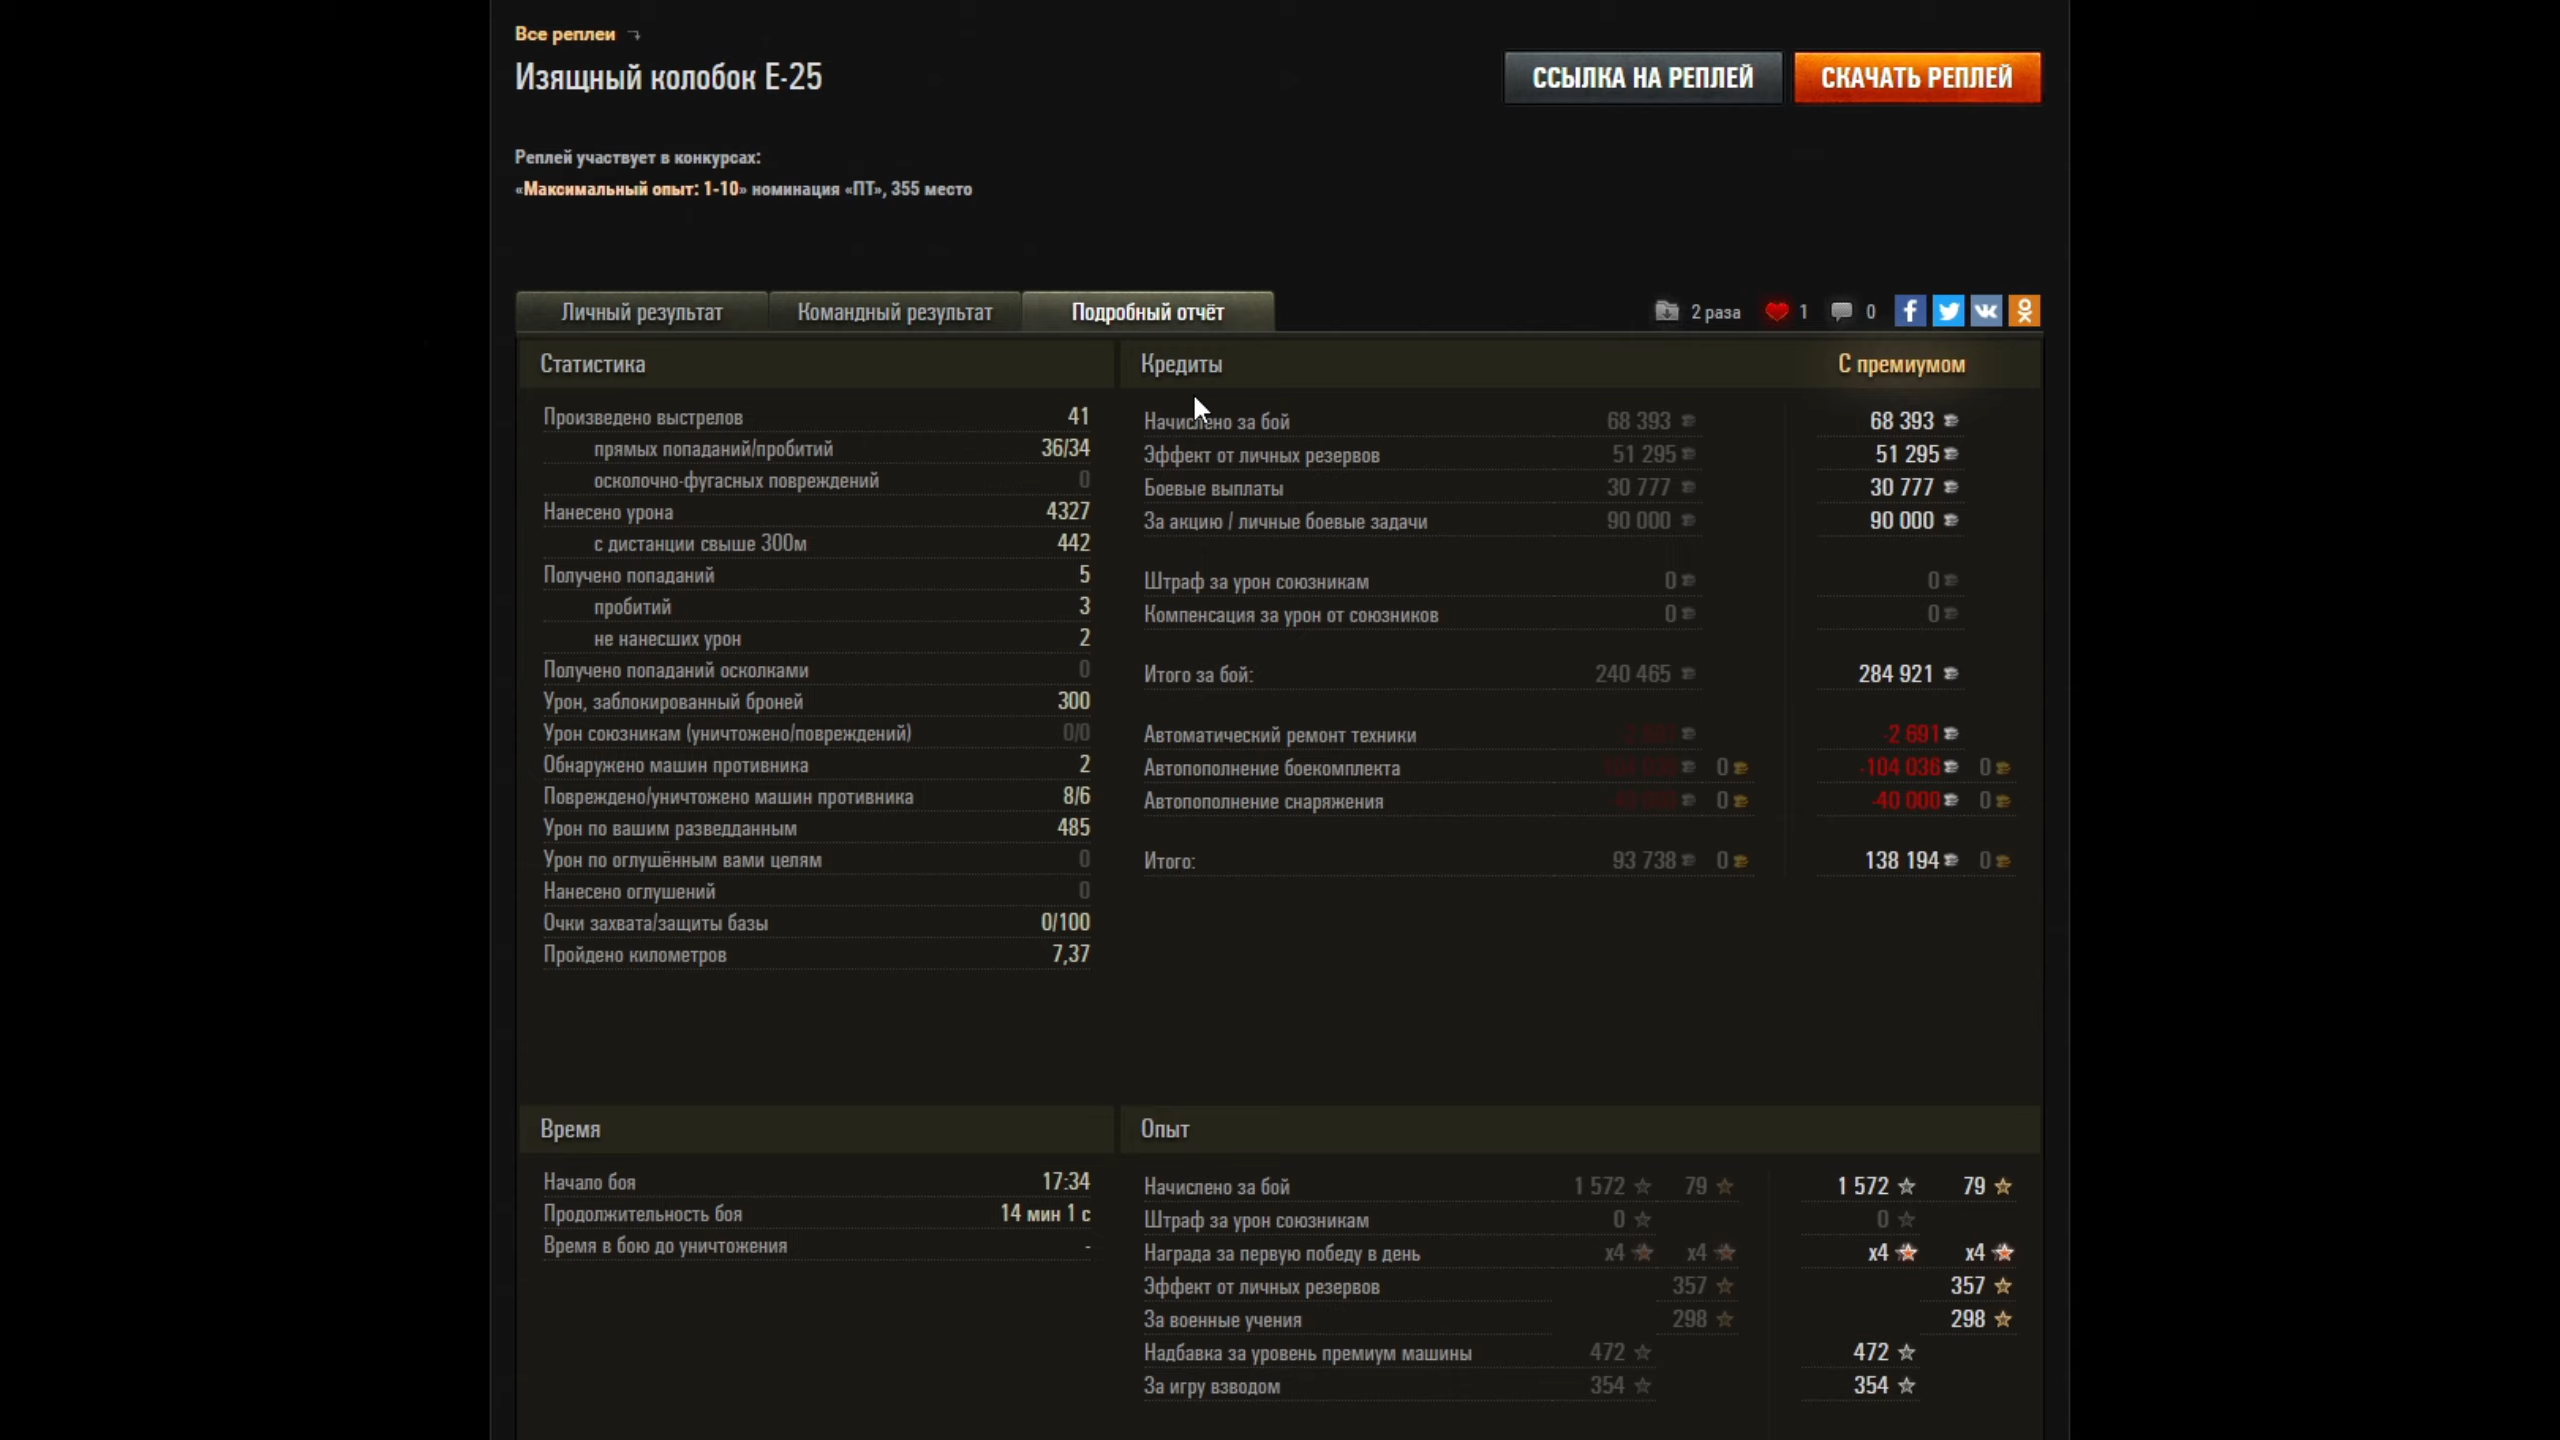 Все реплеи
Изящный колобок E-25
ССЫЛКА НА РЕПЛЕЙ
СКАЧАТЬ РЕПЛЕЙ
Реплей участвует в конкурсах:
«Максимальный опыт: 1-10» номинация «ПТ», 355 место
Личный результат
Командный результат
Подробный отчёт
2 раза
1
0
Статистика
Произведено выстрелов 41
прямых попаданий/пробитий 36/34
осколочно-фугасных повреждений 0
Нанесено урона 4327
с дистанции свыше 300м 442
Получено попаданий 5
пробитий 3
не нанесших урон 2
Получено попаданий осколками 0
Урон, заблокированный броней 300
Урон союзникам (уничтожено/повреждений) 0/0
Обнаружено машин противника 2
Повреждено/уничтожено машин противника 8/6
Урон по вашим разведданным 485
Урон по оглушённым вами целям 0
Нанесено оглушений 0
Очки захвата/защиты базы 0/100
Пройдено километров 7,37
Кредиты С премиумом
Начислено за бой 68 393 68 393
Эффект от личных резервов 51 295 51 295
Боевые выплаты 30 777 30 777
За акцию / личные боевые задачи 90 000 90 000
Штраф за урон союзникам 0 0
Компенсация за урон от союзников 0 0
Итого за бой: 240 465 284 921
Автоматический ремонт техники -2 691
Автопополнение боекомплекта 0 -104 036 0
Автопополнение снаряжения 0 -40 000 0
Итого: 93 738 0 138 194 0
Время
Начало боя 17:34
Продолжительность боя 14 мин 1 с
Время в бою до уничтожения -
Опыт
Начислено за бой 1 572 79 1 572 79
Штраф за урон союзникам 0 0
Награда за первую победу в день x4 x4 x4 x4
Эффект от личных резервов 357 357
За военные учения 298 298
Надбавка за уровень премиум машины 472 472
За игру взводом 354 354